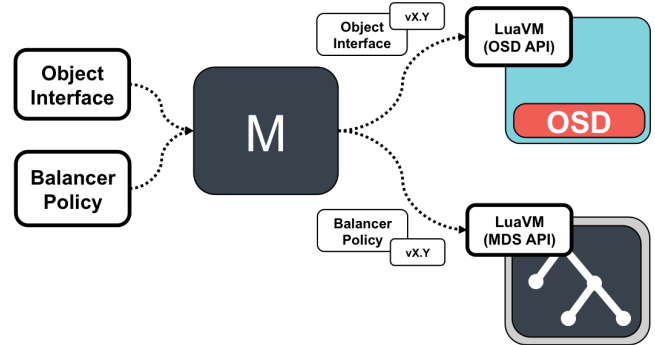 Object
Interface
Balancer
Policy
M
vX.Y
Object
Interface
LuaVM
(OSD API)
OSD
Balancer
Policy
vX.Y
LuaVM
(MDS API)